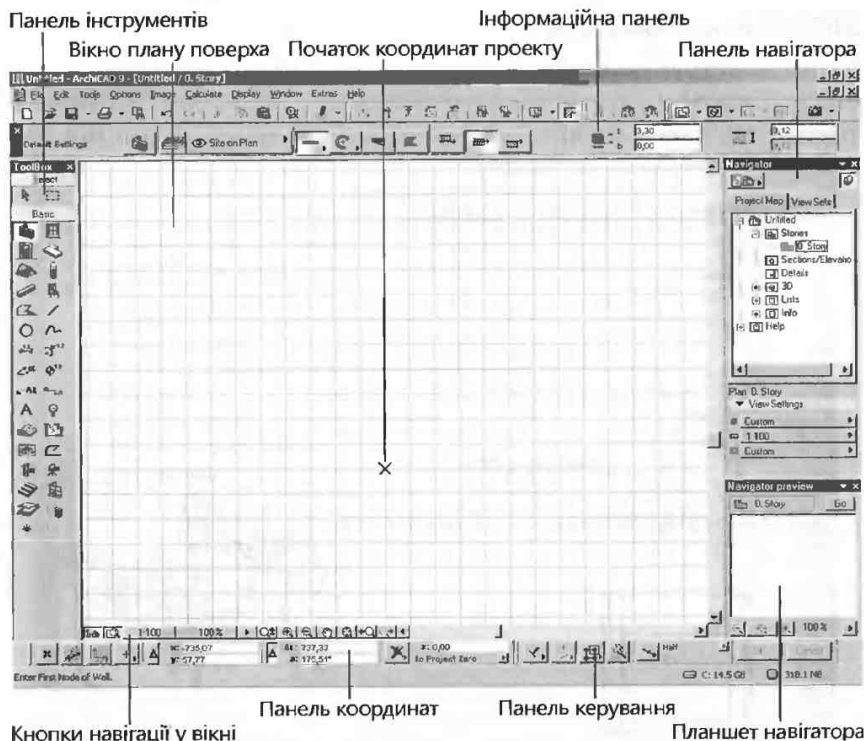 Панель інструментів
Інформаційна панель
Вікно плану поверха
Початок координат проекту
Панель навігатора
Untitled - ArchiCAD 9 - [Untitled / 0. Story]
File Edit Tools Options Image Calculate Display Window Extras Help
Default Settings
Site on Plan
t 3,30
b 0,00
0,12
ToolBox
Select
Basic
Navigator
Project Map View Sets
Untitled
Stories
0. Story
Sections/Elevatio
Details
3D
Lists
Info
Help
Plan 0. Story
View Settings
Custom
1:100
Custom
Navigator preview
0. Story Go
100%
1:100 100%
x: -735,07
y: 57,77
Δr: 737,33
a: 175,51°
z: 0,00
to Project Zero
Half
Enter First Node of Wall.
C: 14.5 GB
Панель координат
Панель керування
Кнопки навігації у вікні
Планшет навігатора